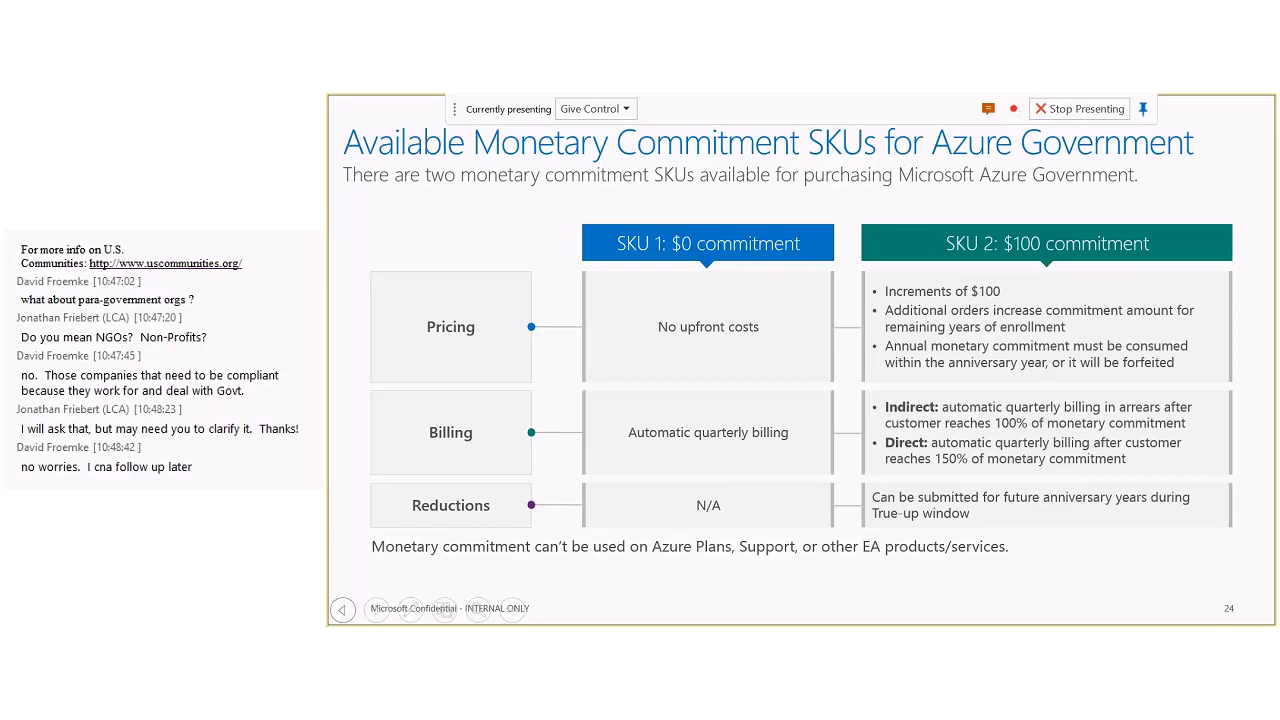 For more info on U.S.
Communities: http://www.uscommunities.org/
David Froemke [10:47:02 ]
what about para-government orgs ?
Jonathan Friebert (LCA) [10:47:20 ]
Do you mean NGOs? Non-Profits?
David Froemke [10:47:45 ]
no. Those companies that need to be compliant
because they work for and deal with Govt.
Jonathan Friebert (LCA) [10:48:23 ]
I will ask that, but may need you to clarify it. Thanks!
David Froemke [10:48:42 ]
no worries. I cna follow up later
Currently presenting Give Control Stop Presenting
Available Monetary Commitment SKUs for Azure Government
There are two monetary commitment SKUs available for purchasing Microsoft Azure Government.
SKU 1: $0 commitment
SKU 2: $100 commitment
Pricing
No upfront costs
• Increments of $100
• Additional orders increase commitment amount for
remaining years of enrollment
• Annual monetary commitment must be consumed
within the anniversary year, or it will be forfeited
Billing
Automatic quarterly billing
• Indirect: automatic quarterly billing in arrears after
customer reaches 100% of monetary commitment
• Direct: automatic quarterly billing after customer
reaches 150% of monetary commitment
Reductions
N/A
Can be submitted for future anniversary years during
True-up window
Monetary commitment can't be used on Azure Plans, Support, or other EA products/services.
Microsoft Confidential - INTERNAL ONLY
24